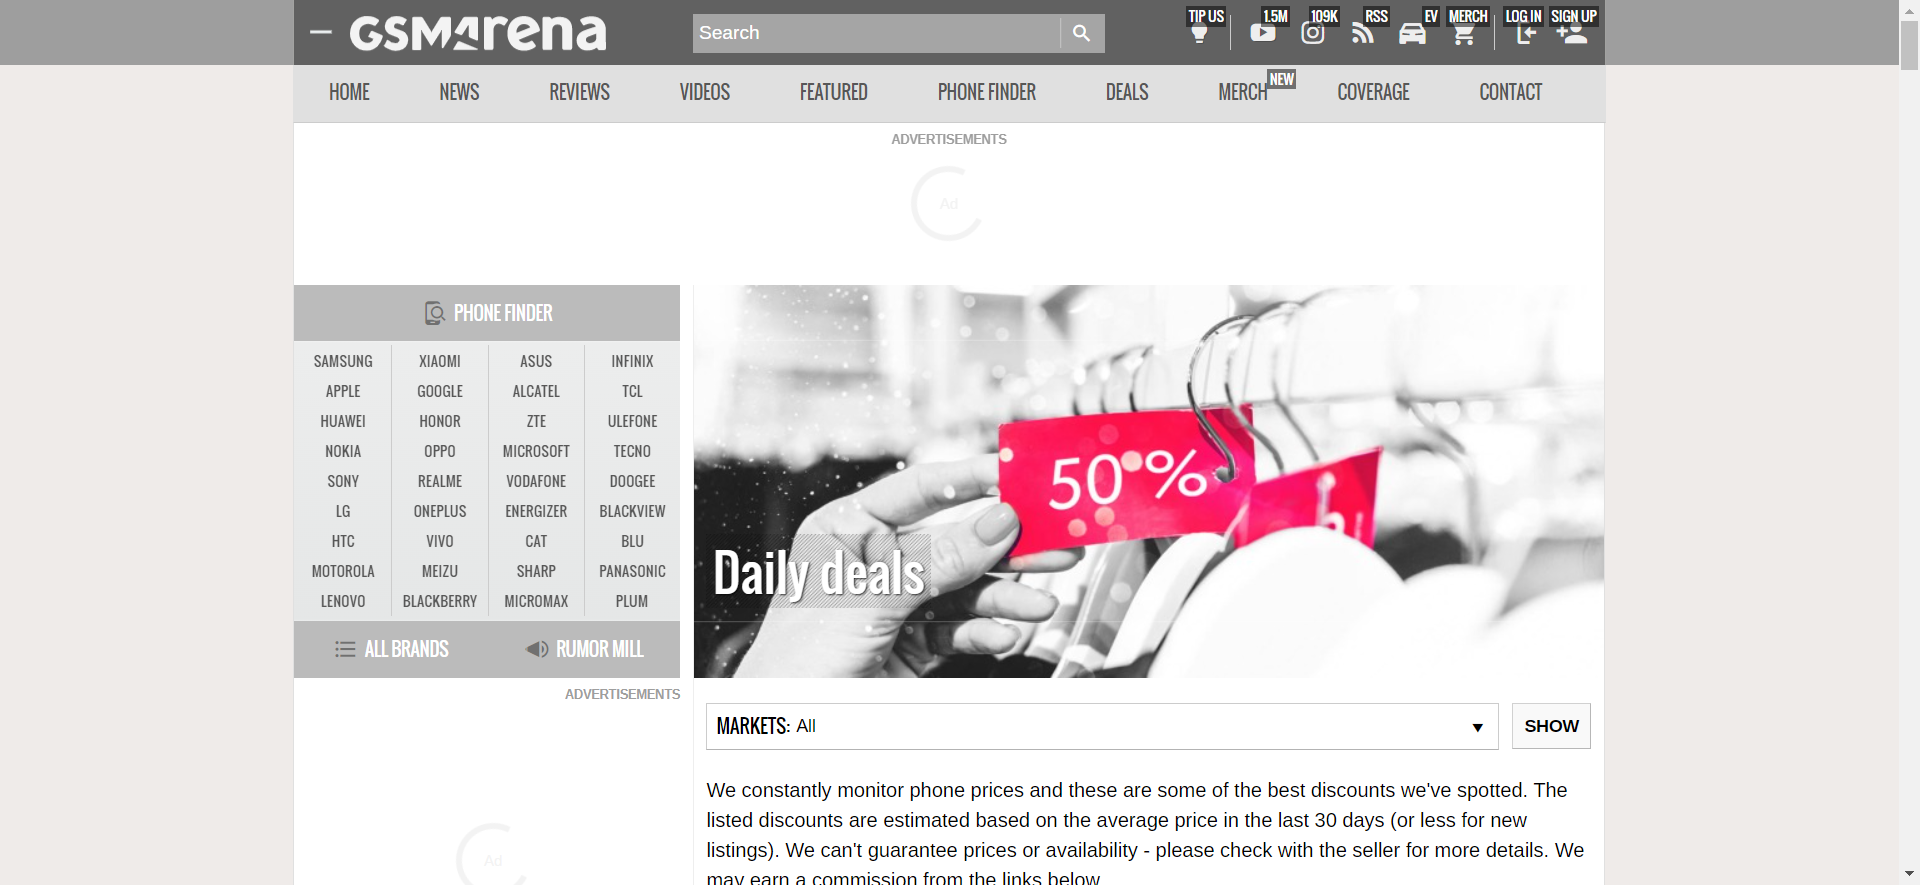 GSMArena
Search
TIP US
1.5M
109K
RSS
EV
MERCH
LOG IN
SIGN UP
HOME
NEWS
REVIEWS
VIDEOS
FEATURED
PHONE FINDER
DEALS
MERCH
NEW
COVERAGE
CONTACT
ADVERTISEMENTS
Ad
PHONE FINDER
SAMSUNG XIAOMI ASUS INFINIX
APPLE GOOGLE ALCATEL TCL
HUAWEI HONOR ZTE ULEFONE
NOKIA OPPO MICROSOFT TECNO
SONY REALME VODAFONE DOOGEE
LG ONEPLUS ENERGIZER BLACKVIEW
HTC VIVO CAT BLU
MOTOROLA MEIZU SHARP PANASONIC
LENOVO BLACKBERRY MICROMAX PLUM
ALL BRANDS
RUMOR MILL
50%
Daily deals
ADVERTISEMENTS
Ad
MARKETS: All
SHOW
We constantly monitor phone prices and these are some of the best discounts we've spotted. The
listed discounts are estimated based on the average price in the last 30 days (or less for new
listings). We can't guarantee prices or availability - please check with the seller for more details. We
may earn a commission from the links below